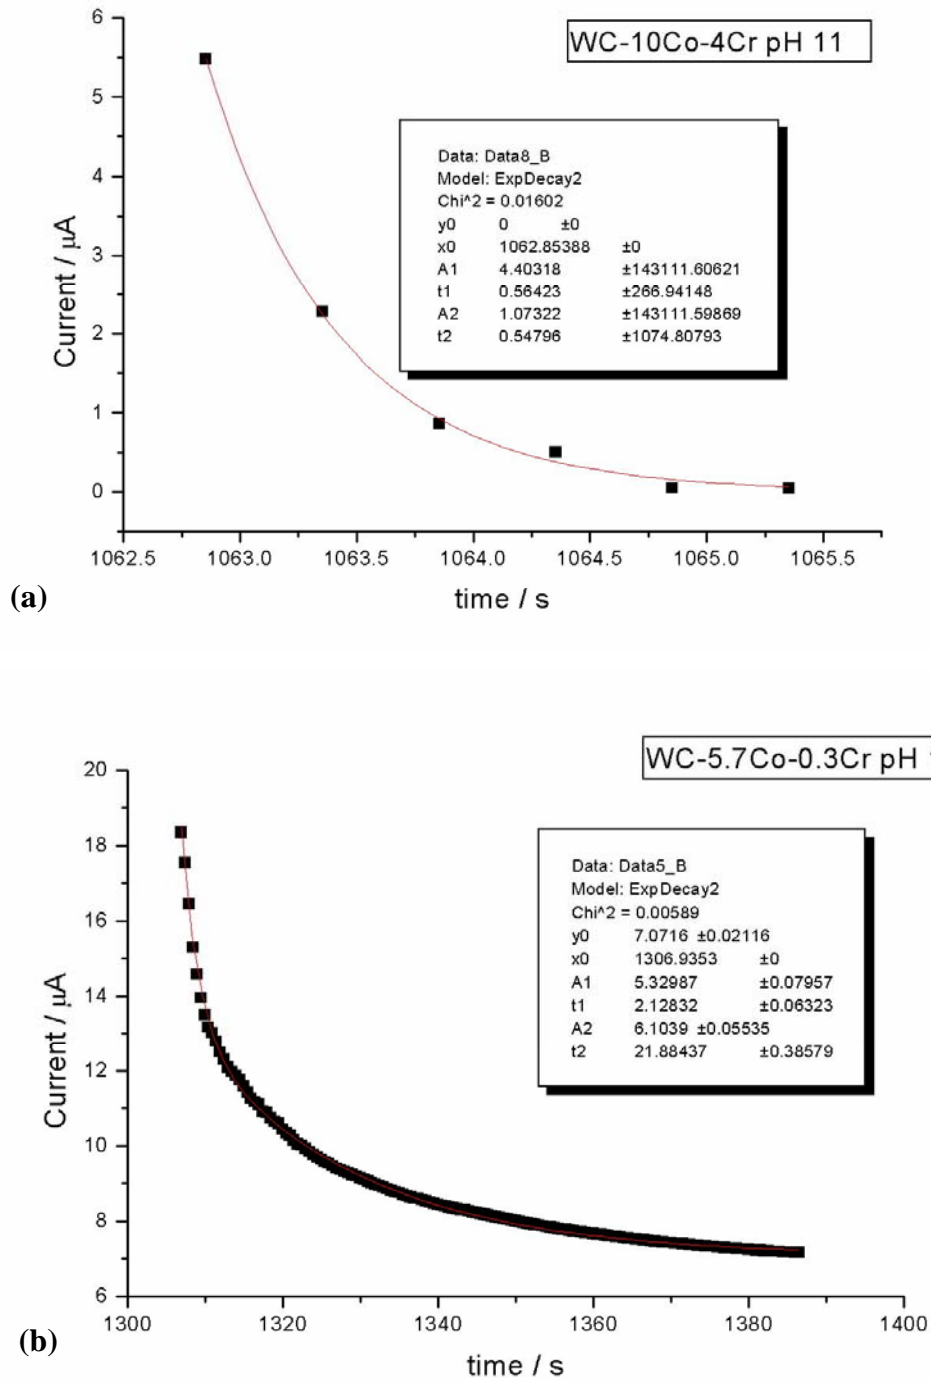 WC-10Co-4Cr pH 11
Data: Data8_B
Model: ExpDecay2
Chi^2 = 0.01602
y0 0 ±0
x0 1062.85388 ±0
A1 4.40318 ±143111.60621
t1 0.56423 ±266.94148
A2 1.07322 ±143111.59869
t2 0.54796 ±1074.80793
Current / µA
6
5
4
3
2
1
0
1062.5 1063.0 1063.5 1064.0 1064.5 1065.0 1065.5
time / s
(a)
WC-5.7Co-0.3Cr pH
Data: Data5_B
Model: ExpDecay2
Chi^2 = 0.00589
y0 7.0716 ±0.02116
x0 1306.9353 ±0
A1 5.32987 ±0.07957
t1 2.12832 ±0.06323
A2 6.1039 ±0.05535
t2 21.88437 ±0.38579
Current / µA
20
18
16
14
12
10
8
6
1300 1320 1340 1360 1380 1400
time / s
(b)